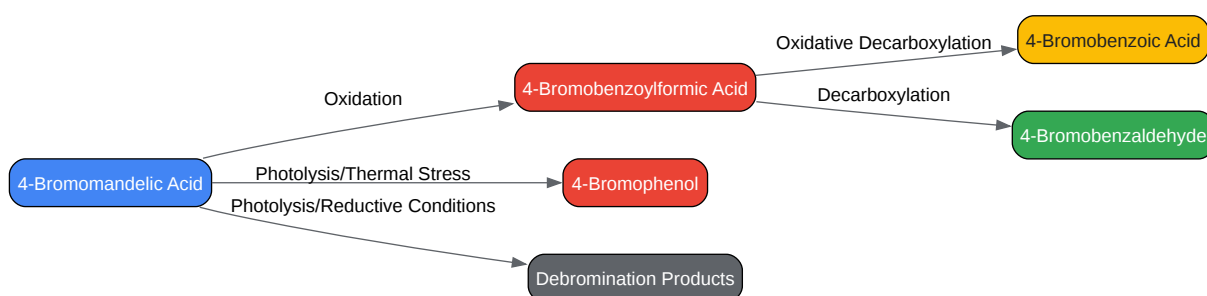 Oxidative Decarboxylation
4-Bromobenzoic Acid
4-Bromobenzoylformic Acid
Oxidation
Decarboxylation
4-Bromobenzaldehyde
4-Bromomandelic Acid
Photolysis/Thermal Stress
4-Bromophenol
Photolysis/Reductive Conditions
Debromination Products